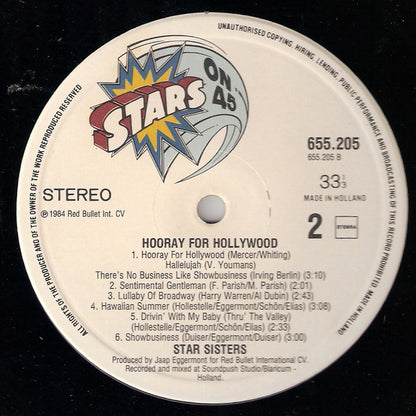 UNAUTHORISED COPYING, HIRING, LENDING, PUBLIC PERFORMANCE AND BROADCASTING OF THIS RECORD PROHIBITED. MADE IN HOLLAND
ALL RIGHTS OF THE PRODUCER AND OF THE OWNER OF THE WORK REPRODUCED RESERVED
STARS
ON
45
STEREO
℗ 1984 Red Bullet Int. CV
655.205
655.205 B
33⅓
MADE IN HOLLAND
2
STEMRA
HOORAY FOR HOLLYWOOD
1. Hooray For Hollywood (Mercer/Whiting)
Hallelujah (V. Youmans)
There's No Business Like Showbusiness (Irving Berlin) (3:10)
2. Sentimental Gentleman (F. Parish/M. Parish) (2:01)
3. Lullaby Of Broadway (Harry Warren/Al Dubin) (2:43)
4. Hawaiian Summer (Hollestelle/Eggermont/Schön/Elias) (3:08)
5. Drivin' With My Baby (Thru' The Valley)
(Hollestelle/Eggermont/Schön/Elias) (2:21)
6. Showbusiness (Duiser/Eggermont/Duiser) (3:00)
STAR SISTERS
Produced by Jaap Eggermont for Red Bullet International CV.
Recorded and mixed at Soundpush Studio/Blaricum -
Holland.